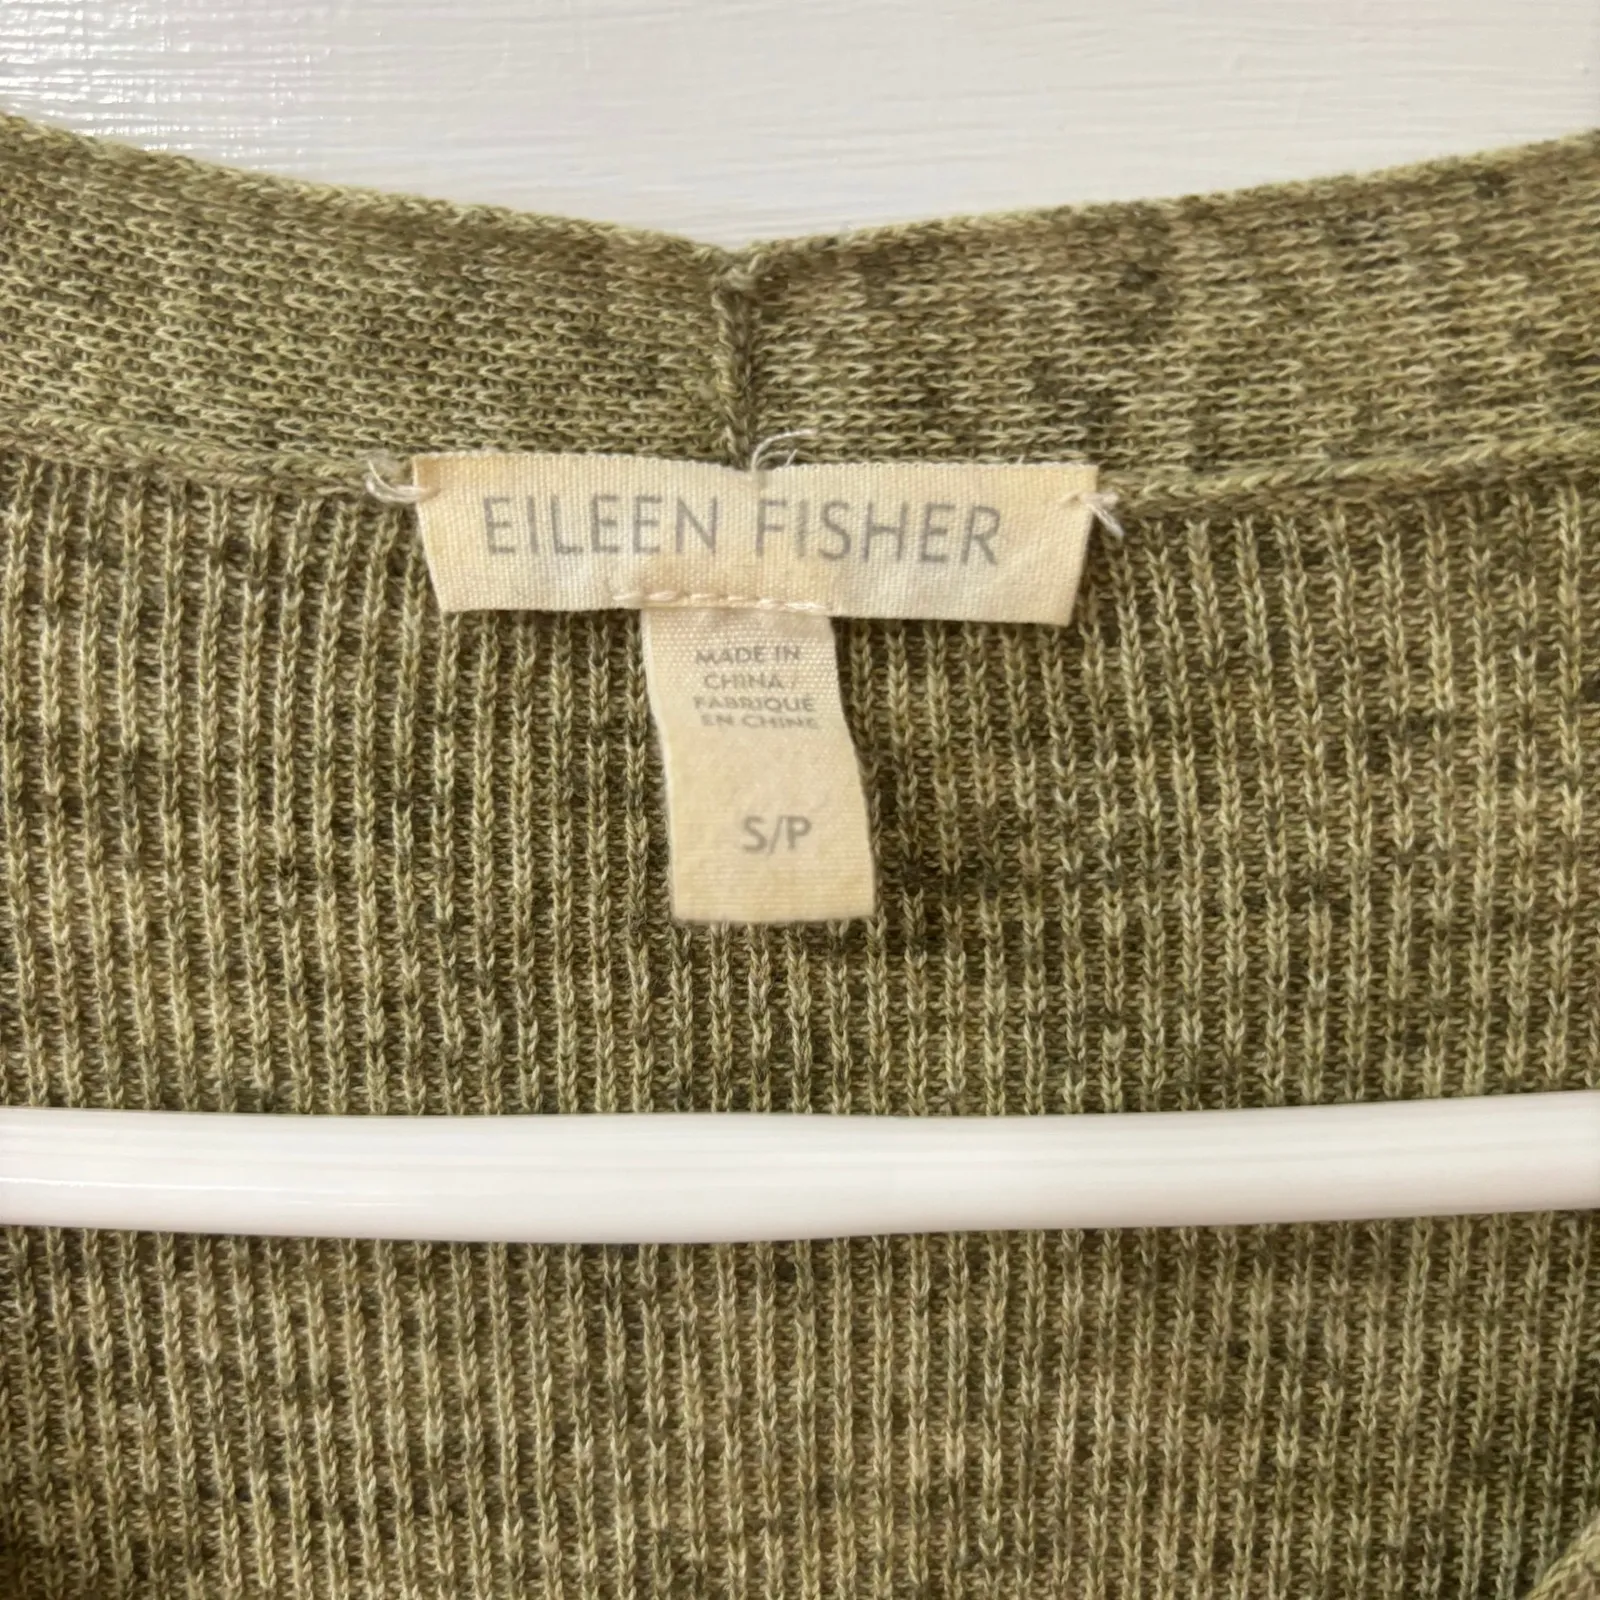 EILEEN FISHER
MADE IN
CHINA /
FABRIQUÉ
EN CHINE
S/P